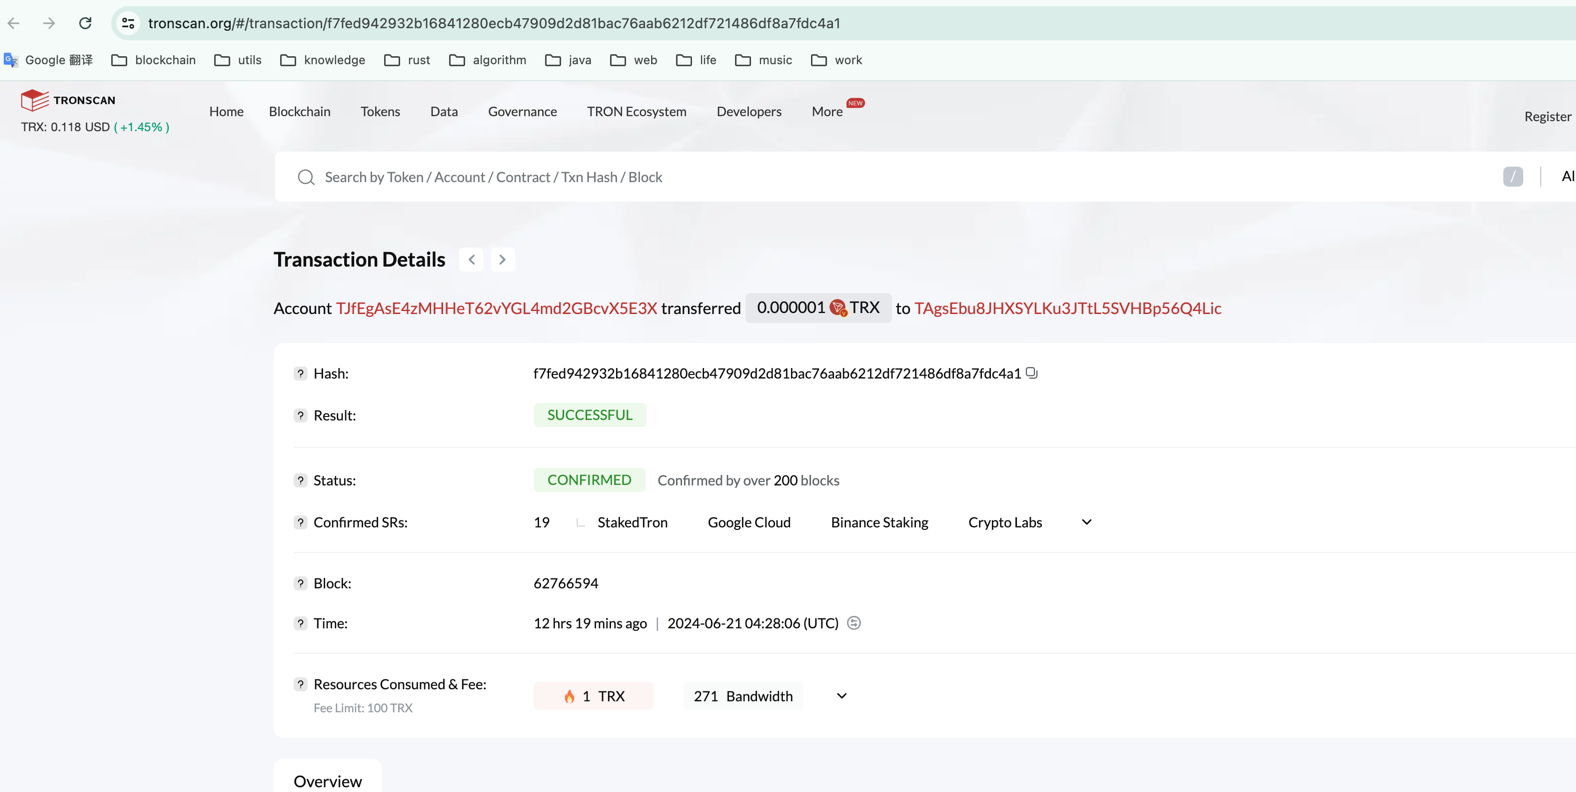 tronscan.org/#/transaction/f7fed942932b16841280ecb47909d2d81bac76aab6212df721486df8a7fdc4a1
Google 翻译 blockchain utils knowledge rust algorithm java web life music work
TRONSCAN
TRX: 0.118 USD ( +1.45% )
Home Blockchain Tokens Data Governance TRON Ecosystem Developers More NEW
Register
Search by Token / Account / Contract / Txn Hash / Block / Al
Transaction Details
Account TJfEgAsE4zMHHeT62vYGL4md2GBcvX5E3X transferred 0.000001 TRX to TAgsEbu8JHXSYLKu3JTtL5SVHBp56Q4Lic
? Hash: f7fed942932b16841280ecb47909d2d81bac76aab6212df721486df8a7fdc4a1
? Result: SUCCESSFUL
? Status: CONFIRMED Confirmed by over 200 blocks
? Confirmed SRs: 19 StakedTron Google Cloud Binance Staking Crypto Labs
? Block: 62766594
? Time: 12 hrs 19 mins ago | 2024-06-21 04:28:06 (UTC)
? Resources Consumed & Fee: 1 TRX 271 Bandwidth
Fee Limit: 100 TRX
Overview